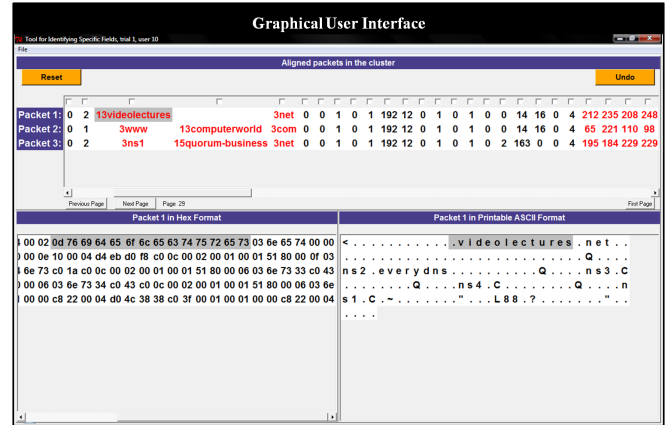 Graphical User Interface
Tool for Identifying Specific Fields, trial 1, user 10
File
Aligned packets in the cluster
Reset
Undo
Packet 1: 0 2 13videolectures 3net 0 0 1 0 1 192 12 0 1 0 1 0 0 14 16 0 4 212 235 208 248
Packet 2: 0 1 3www 13computerworld 3com 0 0 1 0 1 192 12 0 1 0 1 0 0 14 16 0 4 65 221 110 98
Packet 3: 0 2 3ns1 15quorum-business 3net 0 0 1 0 1 192 12 0 1 0 1 0 2 163 0 0 4 195 184 229 229
Previous Page Next Page Page 29 First Page
Packet 1 in Hex Format
00 02 0d 76 69 64 65 6f 6c 65 63 74 75 72 65 73 03 6e 65 74 00 00
00 0e 10 00 04 d4 eb d0 f8 c0 0c 00 02 00 01 00 01 51 80 00 0f 03
6e 73 c0 1a c0 0c 00 02 00 01 00 01 51 80 00 06 03 6e 73 33 c0 43
00 06 03 6e 73 34 c0 43 c0 0c 00 02 00 01 00 01 51 80 00 06 03 6e
00 00 c8 22 00 04 d0 4c 38 38 c0 3f 00 01 00 01 00 00 c8 22 00 04
Packet 1 in Printable ASCII Format
< . . . . . . . . . . . . v i d e o l e c t u r e s . n e t . .
. . . . . . . . . . . . . . . . . . . . . . . . . . Q . . . .
n s 2 . e v e r y d n s . . . . . . . . . . Q . . . . n s 3 . C
. . . . . . . . Q . . . . n s 4 . C . . . . . . . . . Q . . . . n
s 1 . C . ~ . . . . . . . " . . . L 8 8 . ? . . . . . . . " . .
. . . .